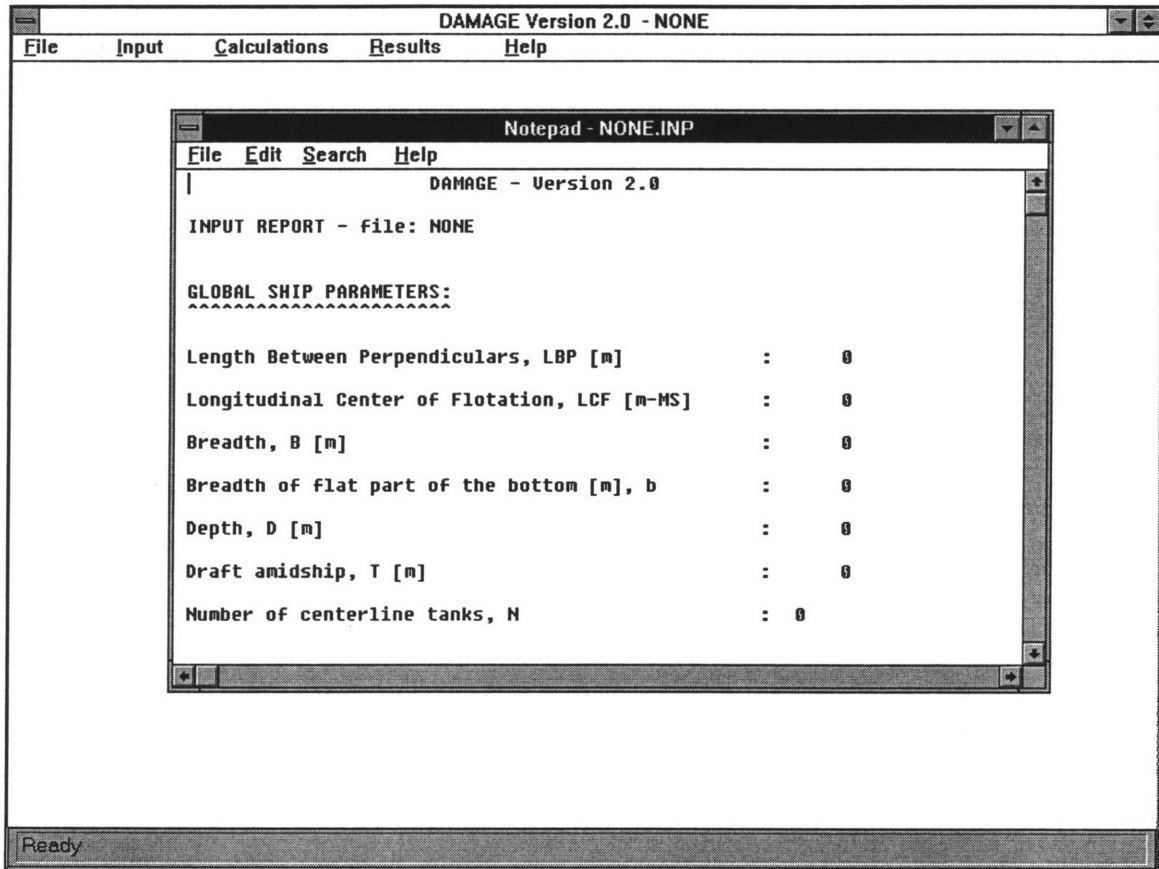 DAMAGE Version 2.0 - NONE
File Input Calculations Results Help
Notepad - NONE.INP
File Edit Search Help
DAMAGE - Version 2.0
INPUT REPORT - file: NONE
GLOBAL SHIP PARAMETERS:
^^^^^^^^^^^^^^^^^^^^^^^
Length Between Perpendiculars, LBP [m] : 0
Longitudinal Center of Flotation, LCF [m-MS] : 0
Breadth, B [m] : 0
Breadth of flat part of the bottom [m], b : 0
Depth, D [m] : 0
Draft amidship, T [m] : 0
Number of centerline tanks, N : 0
Ready